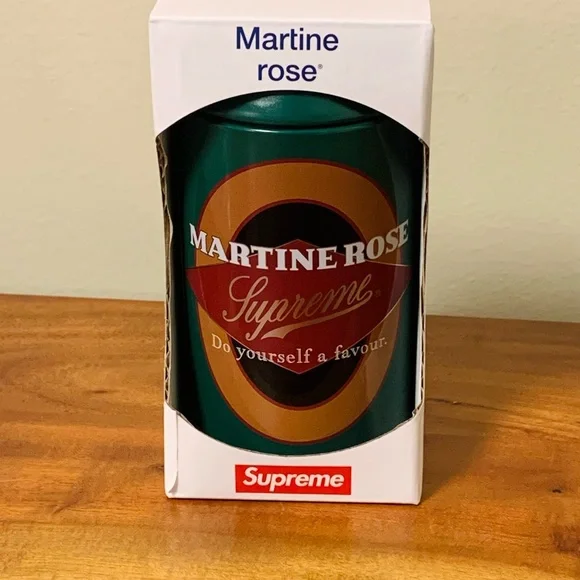 Martine
rose®
MARTINE ROSE
Supreme®
Do yourself a favour.
Supreme